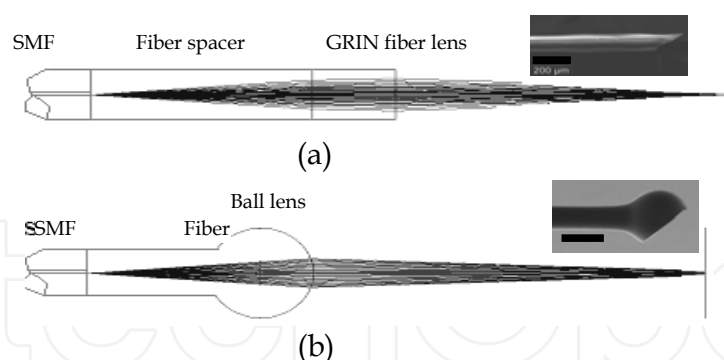 SMF Fiber spacer GRIN fiber lens
200 µm
(a)
Ball lens
SSMF Fiber
(b)